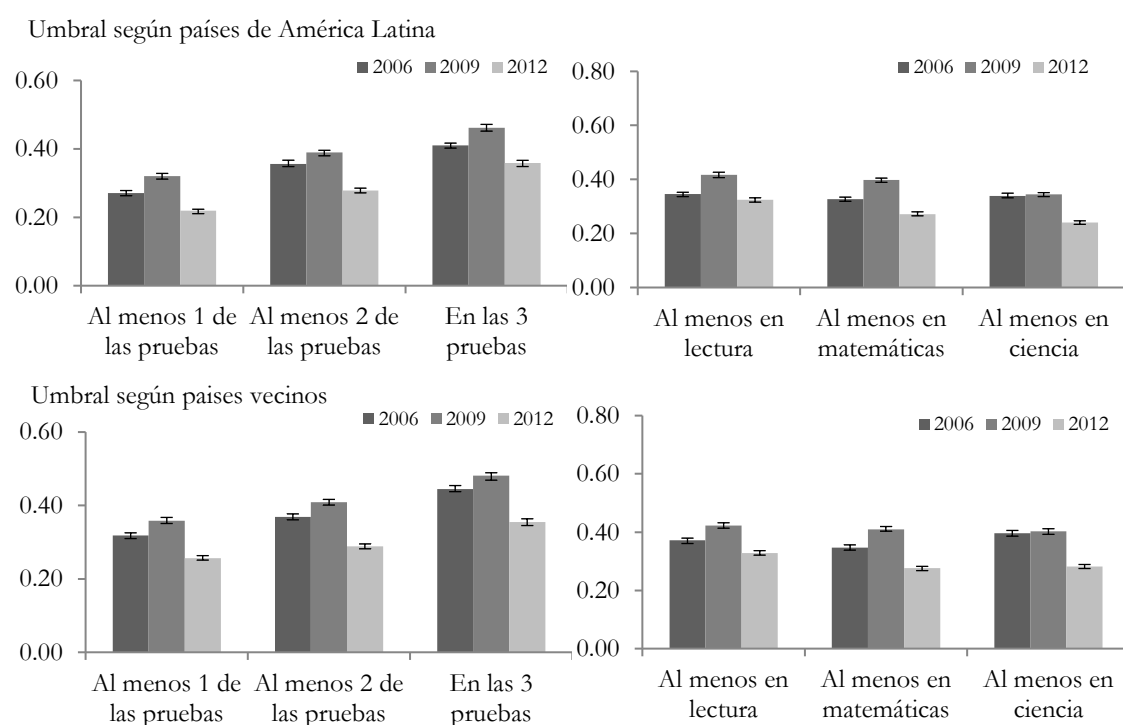 Umbral según países de América Latina
2006 2009 2012
0.60
0.40
0.20
0.00
Al menos 1 de las pruebas
Al menos 2 de las pruebas
En las 3 pruebas
2006 2009 2012
0.80
0.60
0.40
0.20
0.00
Al menos en lectura
Al menos en matemáticas
Al menos en ciencia
Umbral según paises vecinos
2006 2009 2012
0.60
0.40
0.20
0.00
Al menos 1 de las pruebas
Al menos 2 de las pruebas
En las 3 pruebas
2006 2009 2012
0.80
0.60
0.40
0.20
0.00
Al menos en lectura
Al menos en matemáticas
Al menos en ciencia